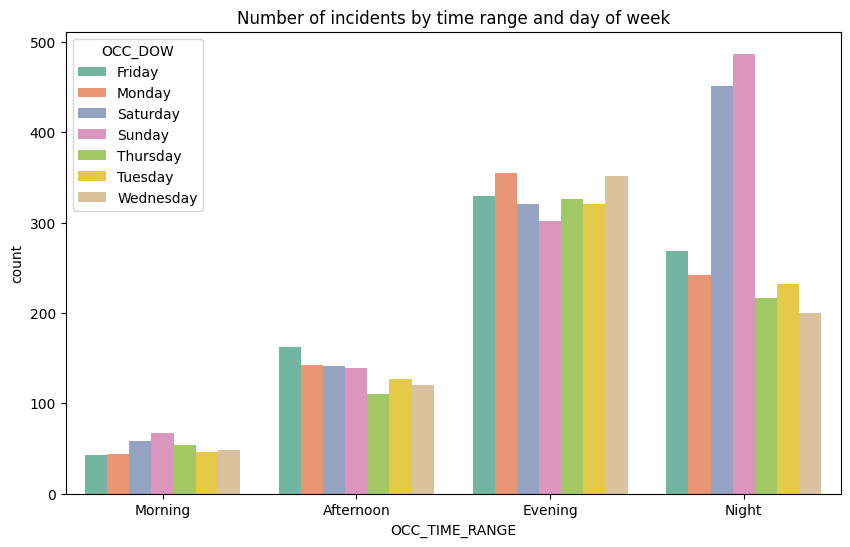 Number of incidents by time range and day of week
OCC_DOW
Friday
Monday
Saturday
Sunday
Thursday
Tuesday
Wednesday
500
400
300
200
100
0
count
Morning
Afternoon
Evening
Night
OCC_TIME_RANGE